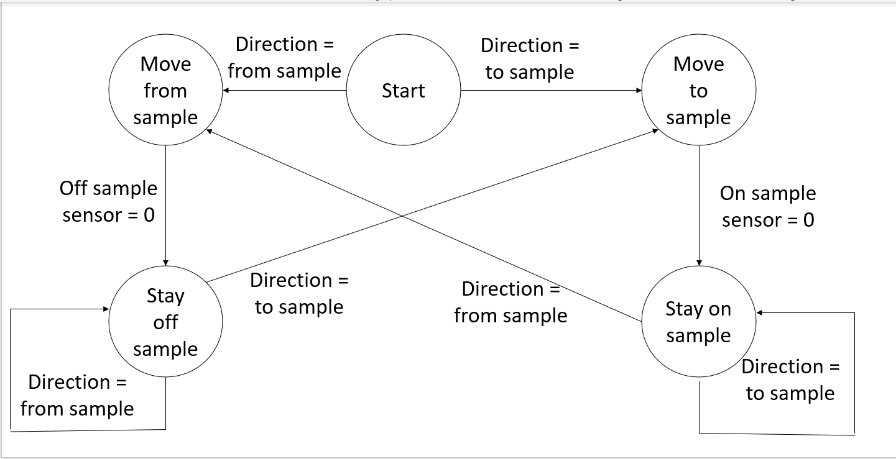 Move
from
sample
Direction =
from sample
Start
Direction =
to sample
Move
to
sample
Off sample
sensor = 0
On sample
sensor = 0
Stay
off
sample
Direction =
to sample
Direction =
from sample
Stay on
sample
Direction =
from sample
Direction =
to sample